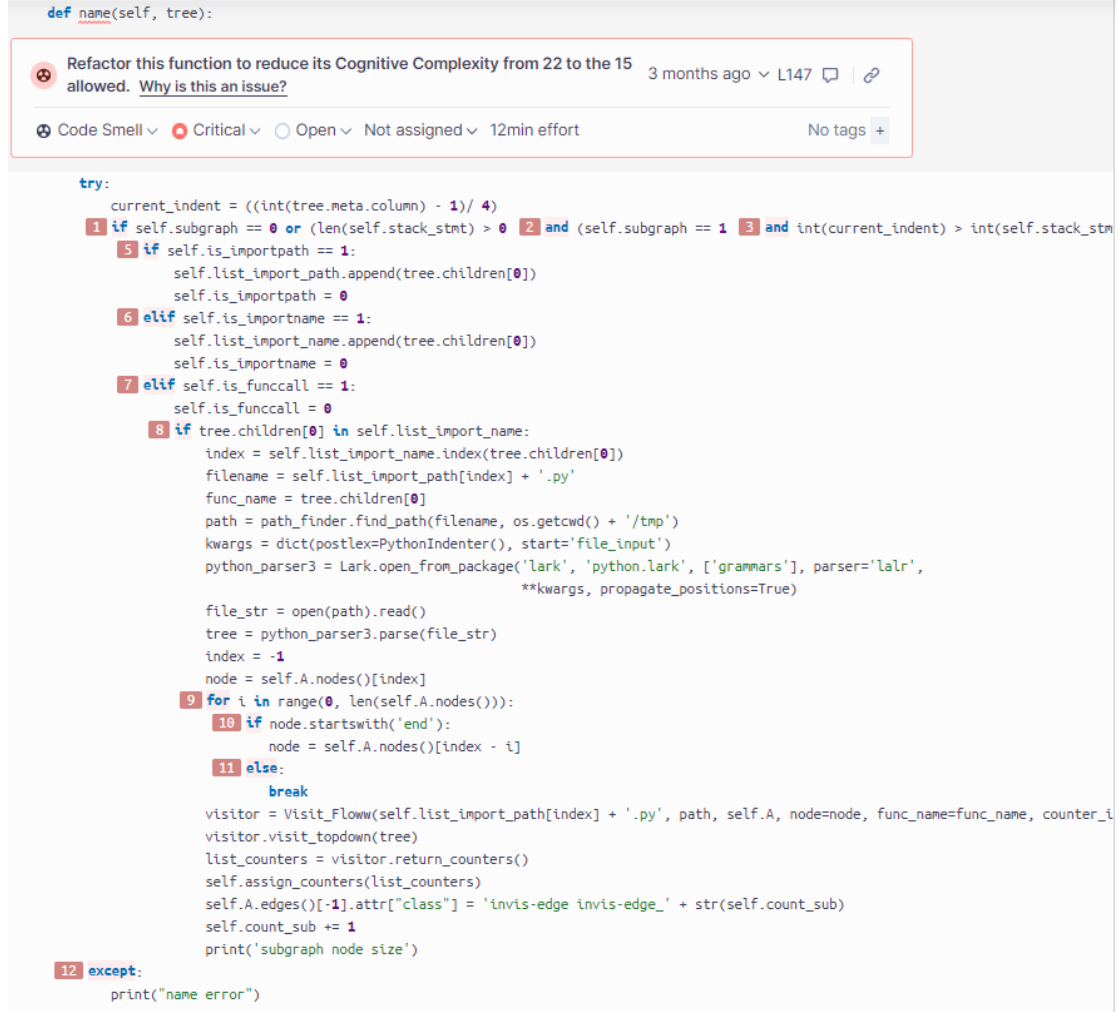 def name(self, tree):
Refactor this function to reduce its Cognitive Complexity from 22 to the 15
allowed. Why is this an issue?
3 months ago L147
Code Smell Critical Open Not assigned 12min effort No tags +
try:
current_indent = ((int(tree.meta.column) - 1)/ 4)
1 if self.subgraph == 0 or (len(self.stack_stmt) > 0 2 and (self.subgraph == 1 3 and int(current_indent) > int(self.stack_stm
5 if self.is_importpath == 1:
self.list_import_path.append(tree.children[0])
self.is_importpath = 0
6 elif self.is_importname == 1:
self.list_import_name.append(tree.children[0])
self.is_importname = 0
7 elif self.is_funccall == 1:
self.is_funccall = 0
8 if tree.children[0] in self.list_import_name:
index = self.list_import_name.index(tree.children[0])
filename = self.list_import_path[index] + '.py'
func_name = tree.children[0]
path = path_finder.find_path(filename, os.getcwd() + '/tmp')
kwargs = dict(postlex=PythonIndenter(), start='file_input')
python_parser3 = Lark.open_from_package('lark', 'python.lark', ['grammars'], parser='lalr',
**kwargs, propagate_positions=True)
file_str = open(path).read()
tree = python_parser3.parse(file_str)
index = -1
node = self.A.nodes()[index]
9 for i in range(0, len(self.A.nodes())):
10 if node.startswith('end'):
node = self.A.nodes()[index - i]
11 else:
break
visitor = Visit_Floww(self.list_import_path[index] + '.py', path, self.A, node=node, func_name=func_name, counter_i
visitor.visit_topdown(tree)
list_counters = visitor.return_counters()
self.assign_counters(list_counters)
self.A.edges()[-1].attr["class"] = 'invis-edge invis-edge_' + str(self.count_sub)
self.count_sub += 1
print('subgraph node size')
12 except:
print("name error")